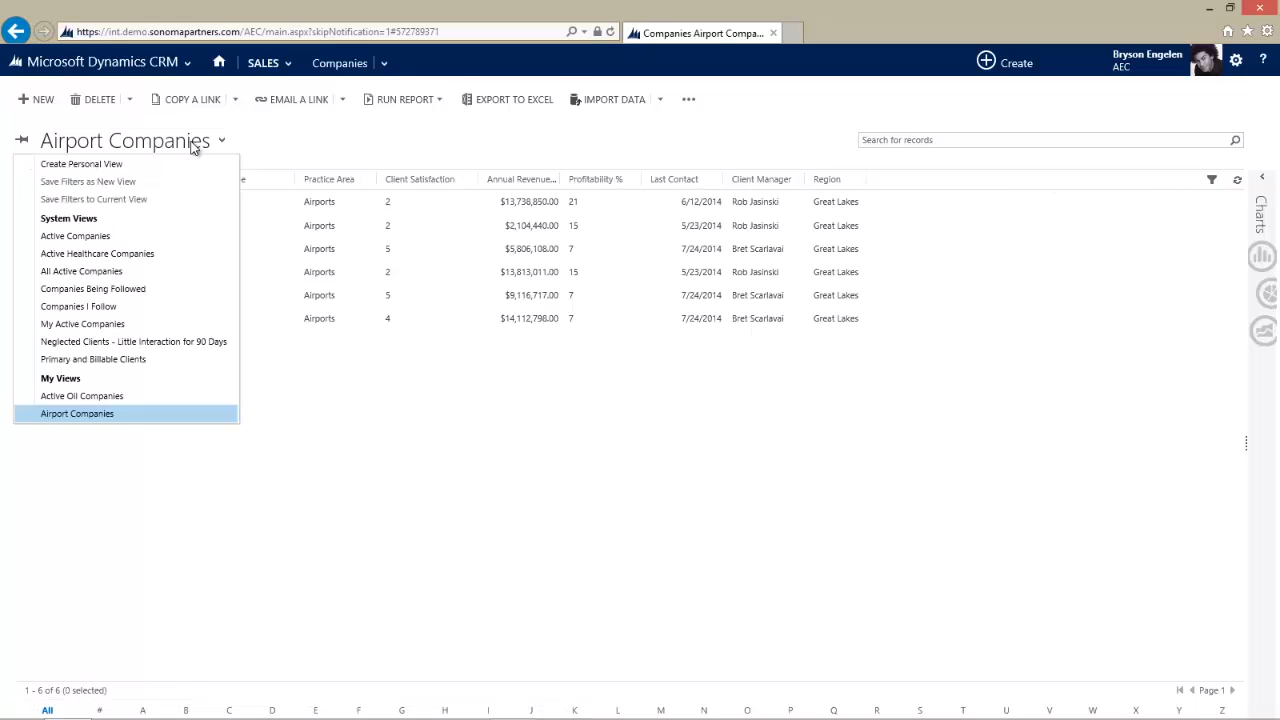 https://int.demo.sonomapartners.com/AEC/main.aspx?skipNotification=1#572789371
Companies Airport Compa...
Microsoft Dynamics CRM
SALES
Companies
Create
Bryson Engelen
AEC
?
NEW
DELETE
COPY A LINK
EMAIL A LINK
RUN REPORT
EXPORT TO EXCEL
IMPORT DATA
Airport Companies
Search for records
Create Personal View
Save Filters as New View
Save Filters to Current View
System Views
Active Companies
Active Healthcare Companies
All Active Companies
Companies Being Followed
Companies I Follow
My Active Companies
Neglected Clients - Little Interaction for 90 Days
Primary and Billable Clients
My Views
Active Oil Companies
Airport Companies
Practice Area Client Satisfaction Annual Revenue... Profitability % Last Contact Client Manager Region
Airports 2 $13,738,850.00 21 6/12/2014 Rob Jasinski Great Lakes
Airports 2 $2,104,440.00 15 5/23/2014 Rob Jasinski Great Lakes
Airports 5 $5,806,108.00 7 7/24/2014 Bret Scarlavai Great Lakes
Airports 2 $13,813,011.00 15 5/23/2014 Rob Jasinski Great Lakes
Airports 5 $9,116,717.00 7 7/24/2014 Bret Scarlavai Great Lakes
Airports 4 $14,112,798.00 7 7/24/2014 Bret Scarlavai Great Lakes
Charts
1 - 6 of 6 (0 selected)
Page 1
All # A B C D E F G H I J K L M N O P Q R S T U V W X Y Z